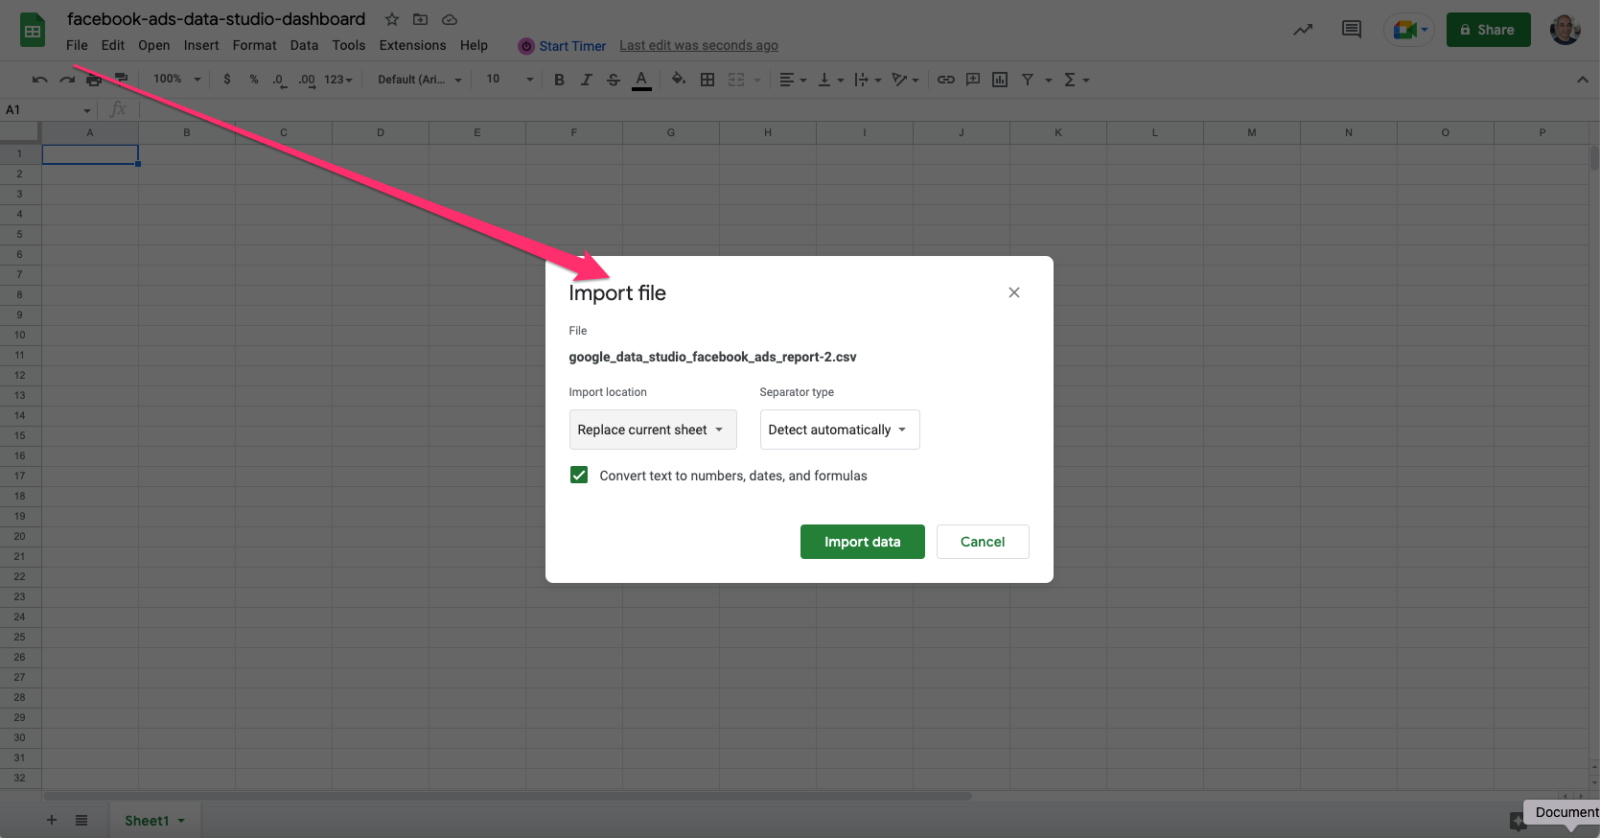 facebook-ads-data-studio-dashboard
File Edit Open Insert Format Data Tools Extensions Help Start Timer Last edit was seconds ago
Share
100% $ % .0 .00 123 Default (Ari... 10 B I S A Σ
A1 fx
A B C D E F G H I J K L M N O P
1
2
3
4
5
6
7
8
9
10
11
12
13
14
15
16
17
18
19
20
21
22
23
24
25
26
27
28
29
30
31
32
Import file
File
google_data_studio_facebook_ads_report-2.csv
Import location Separator type
Replace current sheet Detect automatically
Convert text to numbers, dates, and formulas
Import data Cancel
Sheet1
Document